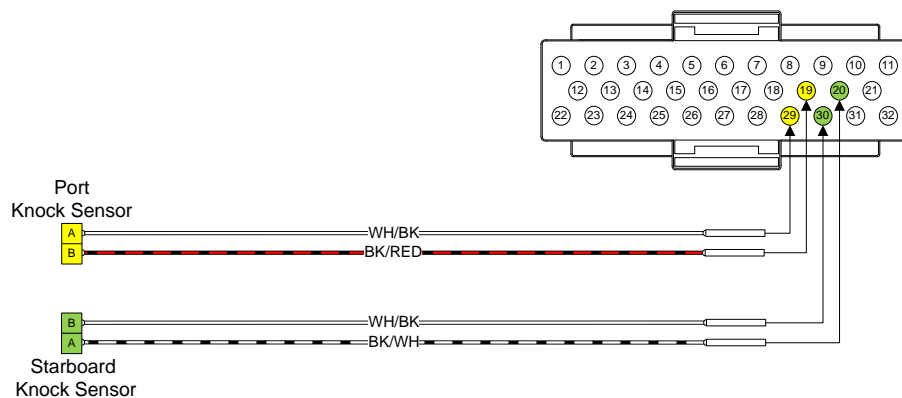 1 2 3 4 5 6 7 8 9 10 11
12 13 14 15 16 17 18 19 20 21
22 23 24 25 26 27 28 29 30 31 32
Port
Knock Sensor
A WH/BK
B BK/RED
B WH/BK
A BK/WH
Starboard
Knock Sensor